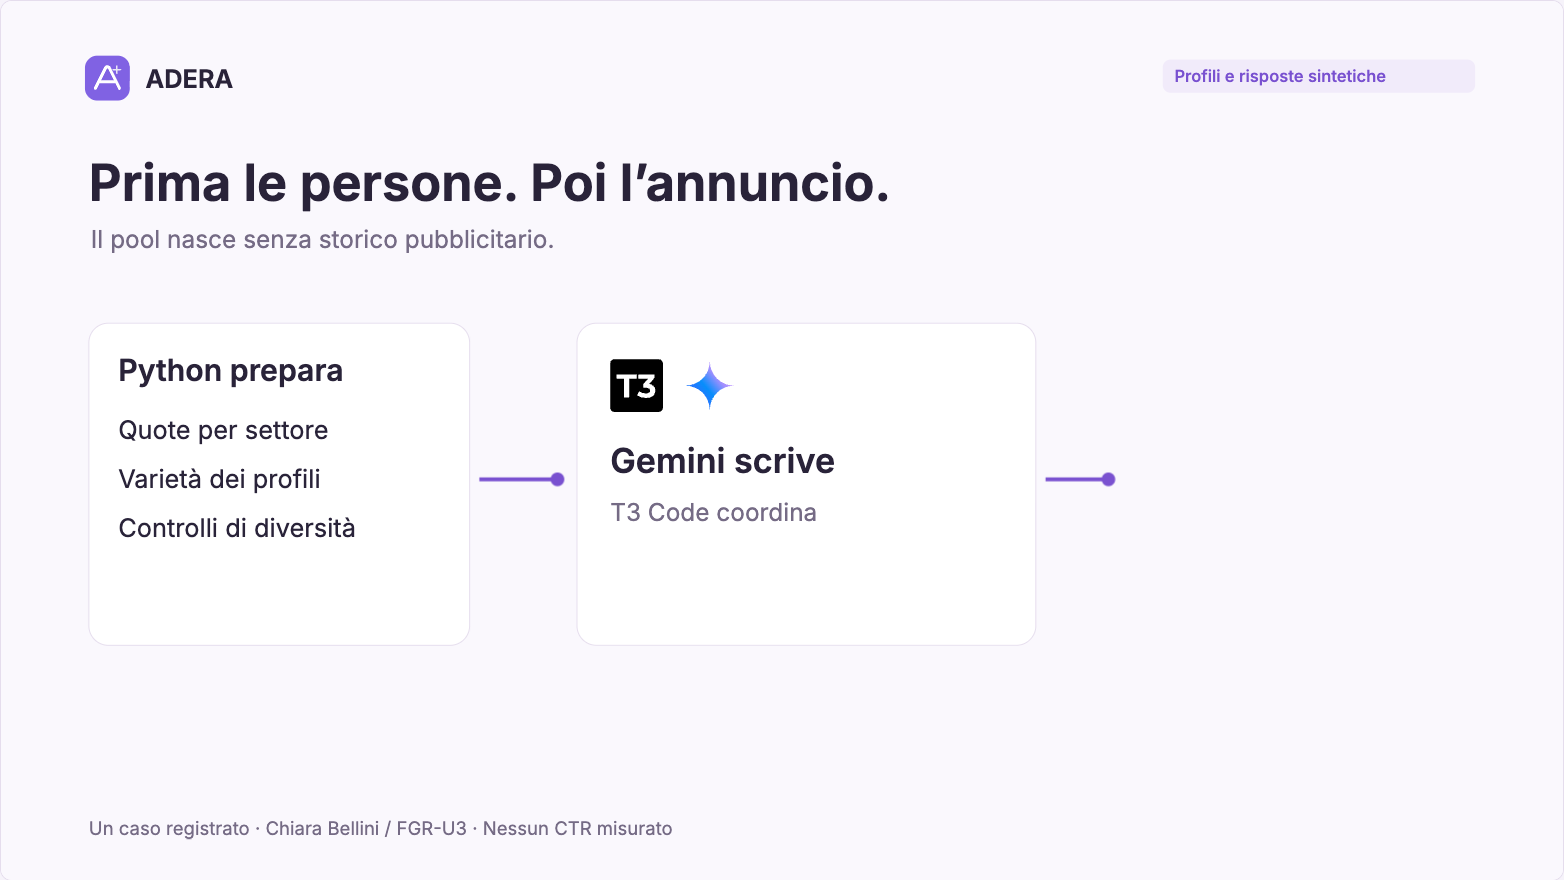 ADERA
Profili e risposte sintetiche
Prima le persone. Poi l’annuncio.
Il pool nasce senza storico pubblicitario.
Python prepara
Quote per settore
Varietà dei profili
Controlli di diversità
T3
Gemini scrive
T3 Code coordina
Un caso registrato · Chiara Bellini / FGR-U3 · Nessun CTR misurato